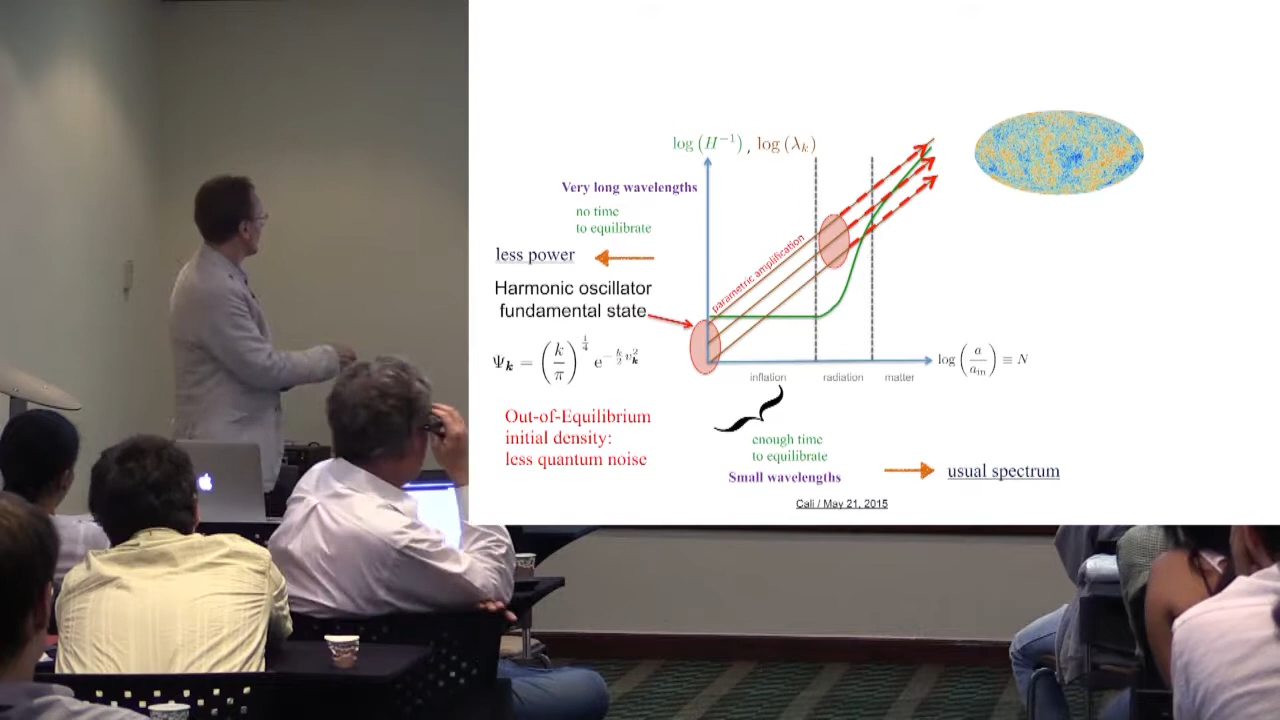 log (H⁻¹), log (λₖ)
Very long wavelengths
no time
to equilibrate
less power
parametric amplification
Harmonic oscillator
fundamental state
Ψ𝒌 = (k/π)^{1/4} e^{−(k/2) v𝒌²}
log (a/a_in) ≡ N
inflation radiation matter
Out-of-Equilibrium
initial density:
less quantum noise
enough time
to equilibrate
Small wavelengths
usual spectrum
Cali / May 21, 2015